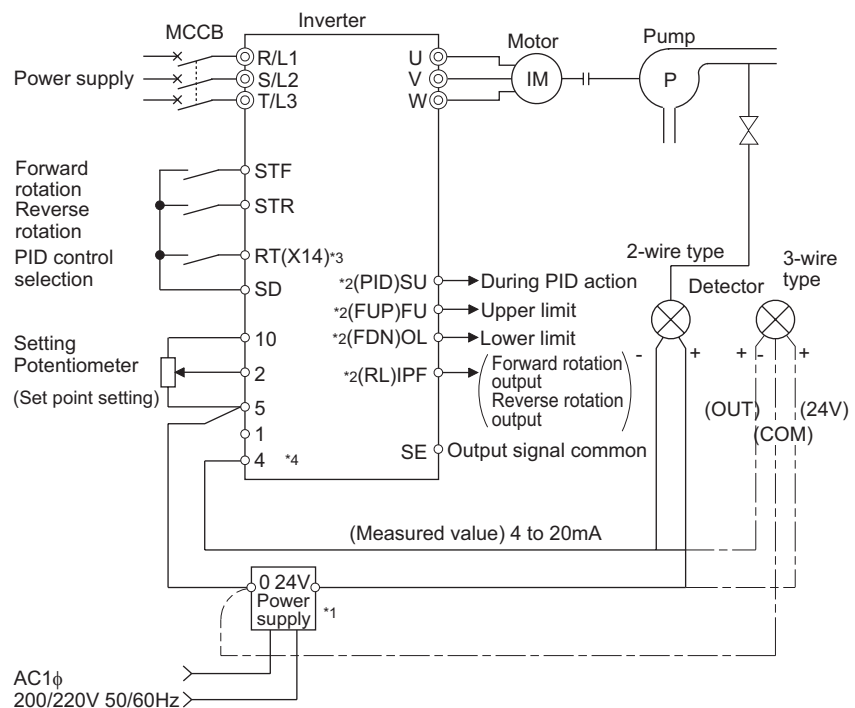 Inverter
MCCB
R/L1
Power supply
S/L2
T/L3
U
V
W
Motor
IM
Pump
P
Forward
rotation
STF
Reverse
rotation
STR
PID control
selection
RT(X14)*3
SD
*2(PID)SU
During PID action
*2(FUP)FU
Upper limit
*2(FDN)OL
Lower limit
*2(RL)IPF
Forward rotation
output
Reverse rotation
output
SE
Output signal common
2-wire type
Detector
3-wire
type
- +
+ - +
(OUT)
(24V)
(COM)
Setting
Potentiometer
(Set point setting)
10
2
5
1
4 *4
(Measured value) 4 to 20mA
0 24V
Power
supply
*1
AC1ϕ
200/220V 50/60Hz